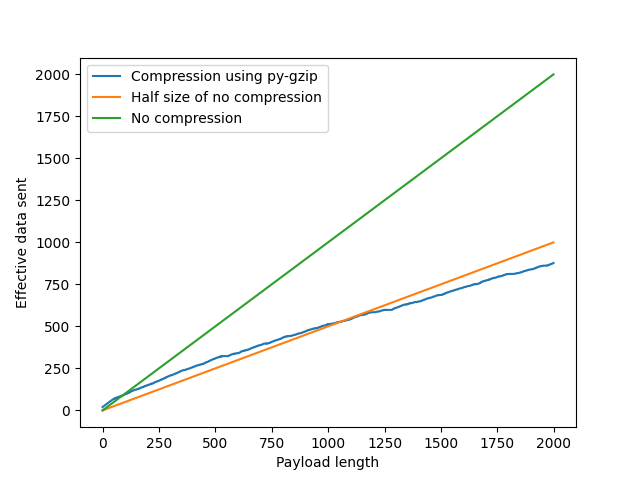 Compression using py-gzip
Half size of no compression
No compression
2000
1750
1500
1250
1000
750
500
250
0
Effective data sent
0 250 500 750 1000 1250 1500 1750 2000
Payload length